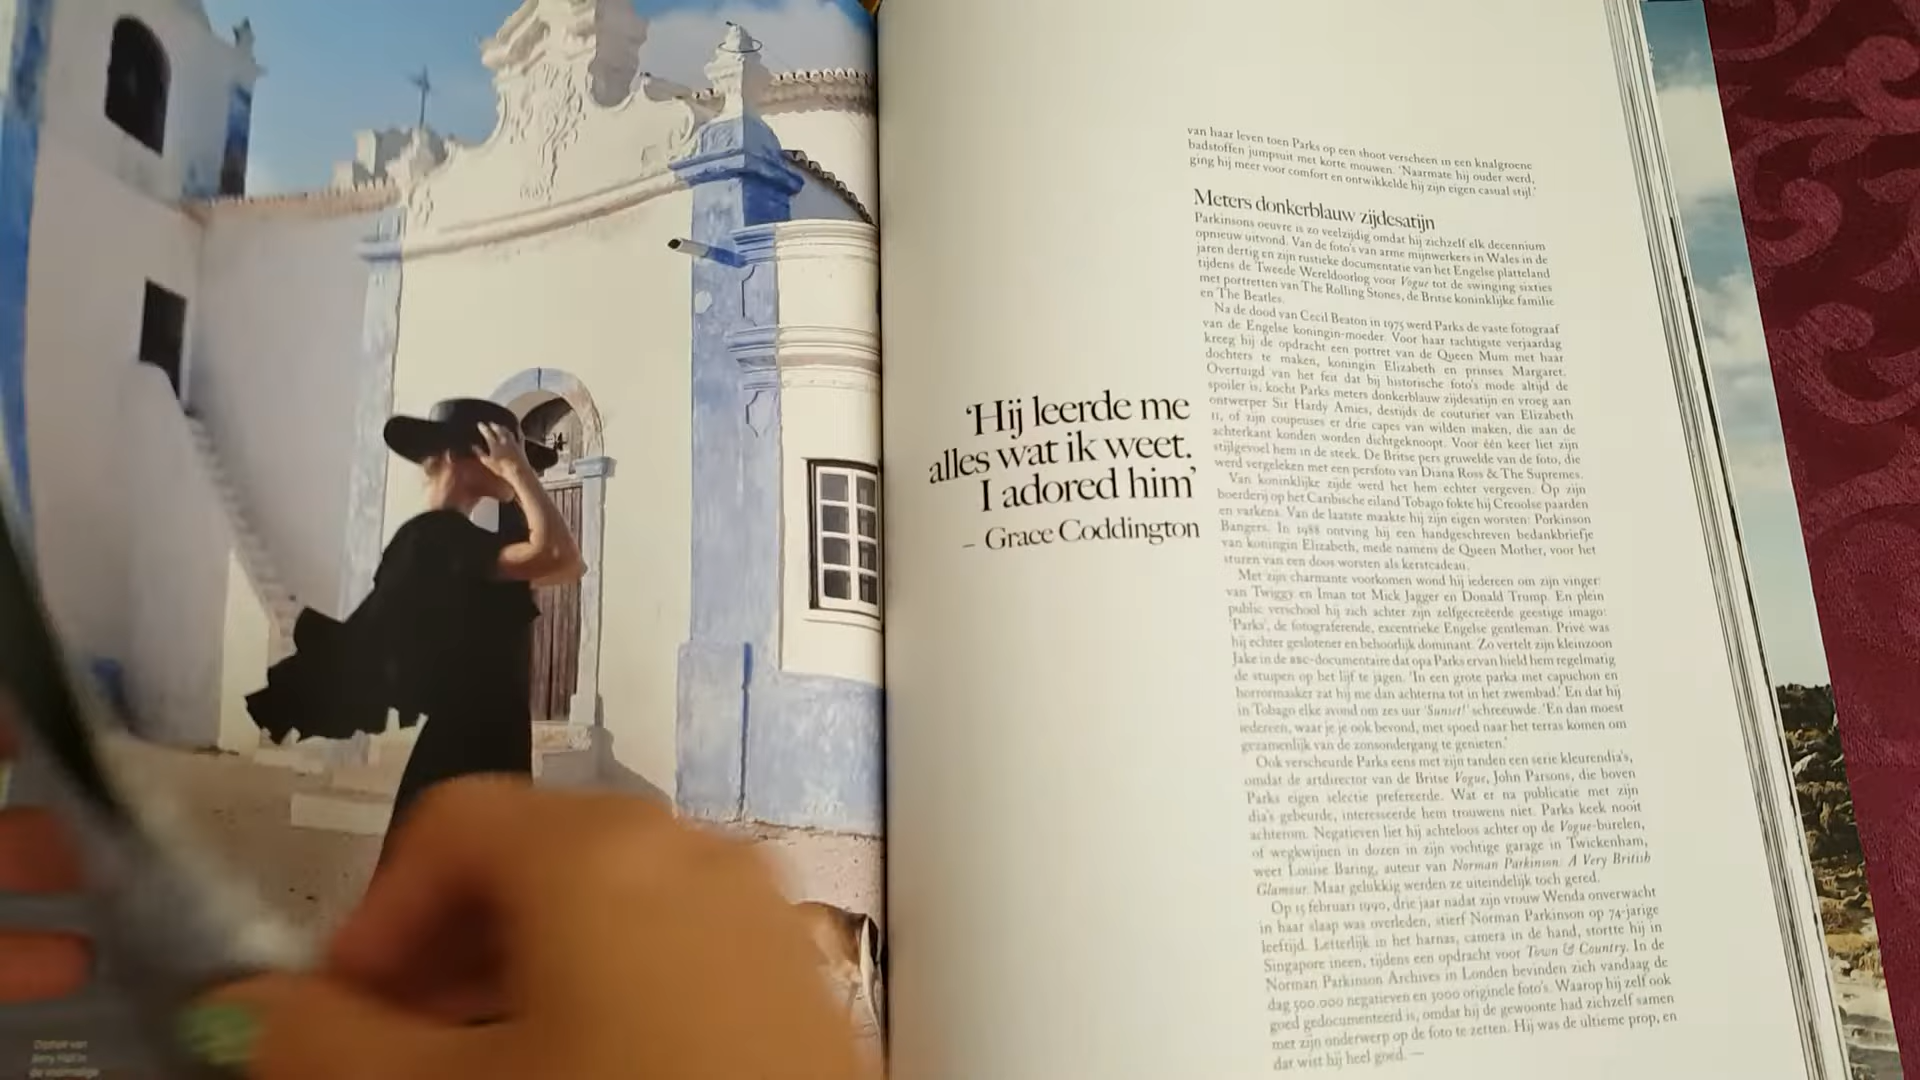 van haar leven toen Parks op een shoot verscheen in een knalgroene
badstoffen jumpsuit met korte mouwen. 'Naarmate hij ouder werd,
ging hij meer voor comfort en ontwikkelde hij zijn eigen casual stijl.'
Meters donkerblauw zijdesatijn
Parkinsons oeuvre is zo veelzijdig omdat hij zichzelf elk decennium
opnieuw uitvond. Van de foto's van arme mijnwerkers in Wales in de
jaren dertig en zijn rustieke documentatie van het Engelse platteland
tijdens de Tweede Wereldoorlog voor Vogue tot de swinging sixties
met portretten van The Rolling Stones, de Britse koninklijke familie
en The Beatles.
Na de dood van Cecil Beaton in 1975 werd Parks de vaste fotograaf
van de Engelse koningin-moeder. Voor haar tachtigste verjaardag
kreeg hij de opdracht een portret van de Queen Mum met haar
dochters te maken, koningin Elizabeth en prinses Margaret.
Overtuigd van het feit dat bij historische foto's mode altijd de
spoiler is, kocht Parks meters donkerblauw zijdesatijn en vroeg aan
ontwerper Sir Hardy Amies, destijds de couturier van Elizabeth
II, of zijn coupeuses er drie capes van wilden maken, die aan de
achterkant konden worden dichtgeknoopt. Voor één keer liet zijn
stijlgevoel hem in de steek. De Britse pers gruwelde van de foto, die
werd vergeleken met een persfoto van Diana Ross & The Supremes.
Van koninklijke zijde werd het hem echter vergeven. Op zijn
boerderij op het Caribische eiland Tobago fokte hij Creoolse paarden
en varkens. Van de laatste maakte hij zijn eigen worsten: Porkinson
Bangers. In 1988 ontving hij een handgeschreven bedankbriefje
van koningin Elizabeth, mede namens de Queen Mother, voor het
sturen van een doos worsten als kerstcadeau.
Met zijn charmante voorkomen wond hij iedereen om zijn vinger:
van Twiggy en Iman tot Mick Jagger en Donald Trump. En plein
public verschool hij zich achter zijn zelfgecreëerde geestige imago:
'Parks', de fotograferende, excentrieke Engelse gentleman. Privé was
hij echter geslotener en behoorlijk dominant. Zo vertelt zijn kleinzoon
Jake in de BBC-documentaire dat opa Parks ervan hield hem regelmatig
de stuipen op het lijf te jagen. 'In een grote parka met capuchon en
horrormasker zat hij me dan achterna tot in het zwembad.' En dat hij
in Tobago elke avond om zes uur 'Sunset!' schreeuwde. 'En dan moest
iedereen, waar je je ook bevond, met spoed naar het terras komen om
gezamenlijk van de zonsondergang te genieten.'
Ook verscheurde Parks eens met zijn tanden een serie kleurendia's,
omdat de artdirector van de Britse Vogue, John Parsons, die boven
Parks eigen selectie prefereerde. Wat er na publicatie met zijn
dia's gebeurde, interesseerde hem trouwens niet. Parks keek nooit
achterom. Negatieven liet hij achteloos achter op de Vogue-burelen,
of wegkwijnen in dozen in zijn vochtige garage in Twickenham,
weet Louise Baring, auteur van Norman Parkinson: A Very British
Glamour. Maar gelukkig werden ze uiteindelijk toch gered.
Op 15 februari 1990, drie jaar nadat zijn vrouw Wenda onverwacht
in haar slaap was overleden, stierf Norman Parkinson op 74-jarige
leeftijd. Letterlijk in het harnas, camera in de hand, stortte hij in
Singapore ineen, tijdens een opdracht voor Town & Country. In de
Norman Parkinson Archives in Londen bevinden zich vandaag de
dag 500.000 negatieven en 3000 originele foto's. Waarop hij zelf ook
goed gedocumenteerd is, omdat hij de gewoonte had zichzelf samen
met zijn onderwerp op de foto te zetten. Hij was de ultieme prop, en
dat wist hij heel goed. —
'Hij leerde me
alles wat ik weet.
I adored him'
– Grace Coddington